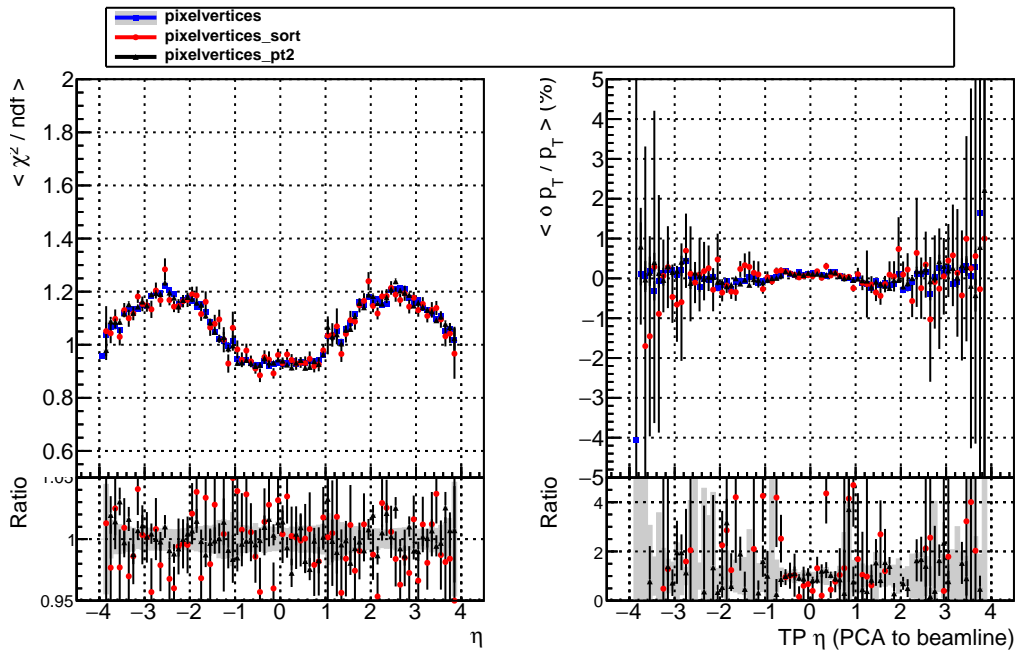 pixelvertices
pixelvertices_sort
pixelvertices_pt2
< χ² / ndf >
2
1.8
1.6
1.4
1.2
1
0.8
0.6
Ratio
1.05
1
0.95
−4 −3 −2 −1 0 1 2 3 4
η
< σ p_T / p_T > (%)
5
4
3
2
1
0
−1
−2
−3
−4
−5
Ratio
4
2
0
−4 −3 −2 −1 0 1 2 3 4
TP η (PCA to beamline)